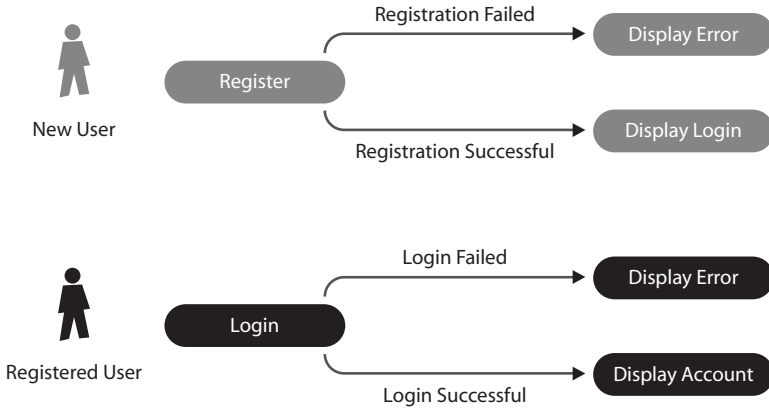 Registration Failed
Display Error
Register
New User
Display Login
Registration Successful
Login Failed
Display Error
Login
Registered User
Display Account
Login Successful